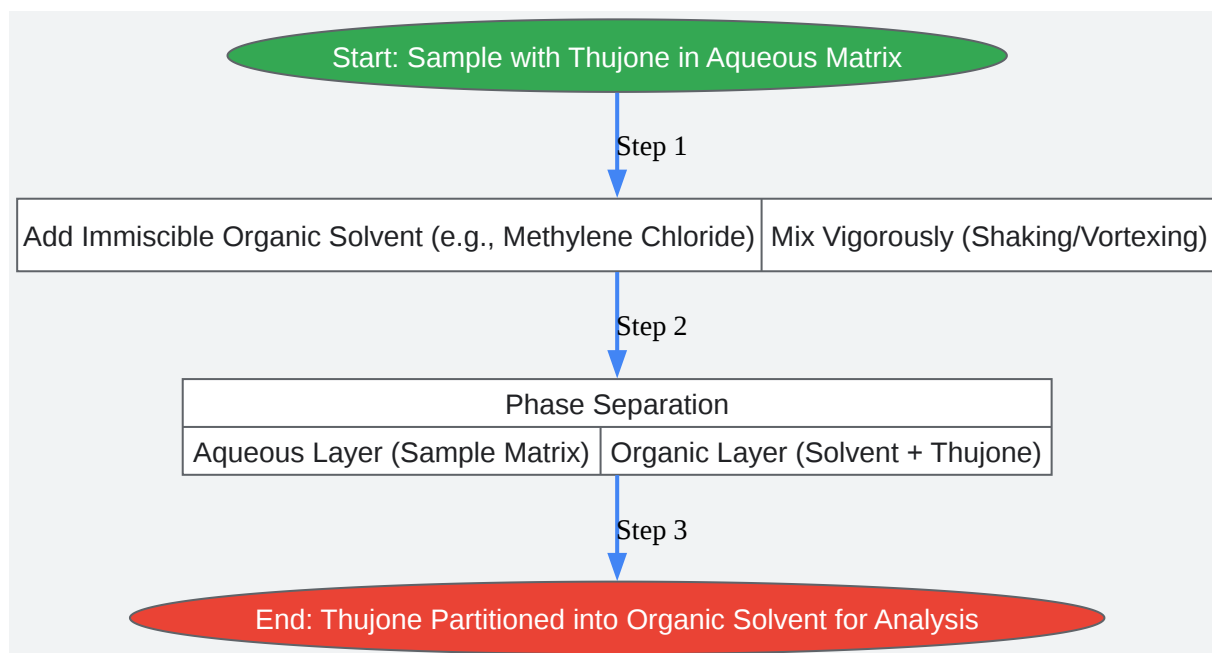 Start: Sample with Thujone in Aqueous Matrix
Step 1
Add Immiscible Organic Solvent (e.g., Methylene Chloride)
Mix Vigorously (Shaking/Vortexing)
Step 2
Phase Separation
Aqueous Layer (Sample Matrix)
Organic Layer (Solvent + Thujone)
Step 3
End: Thujone Partitioned into Organic Solvent for Analysis